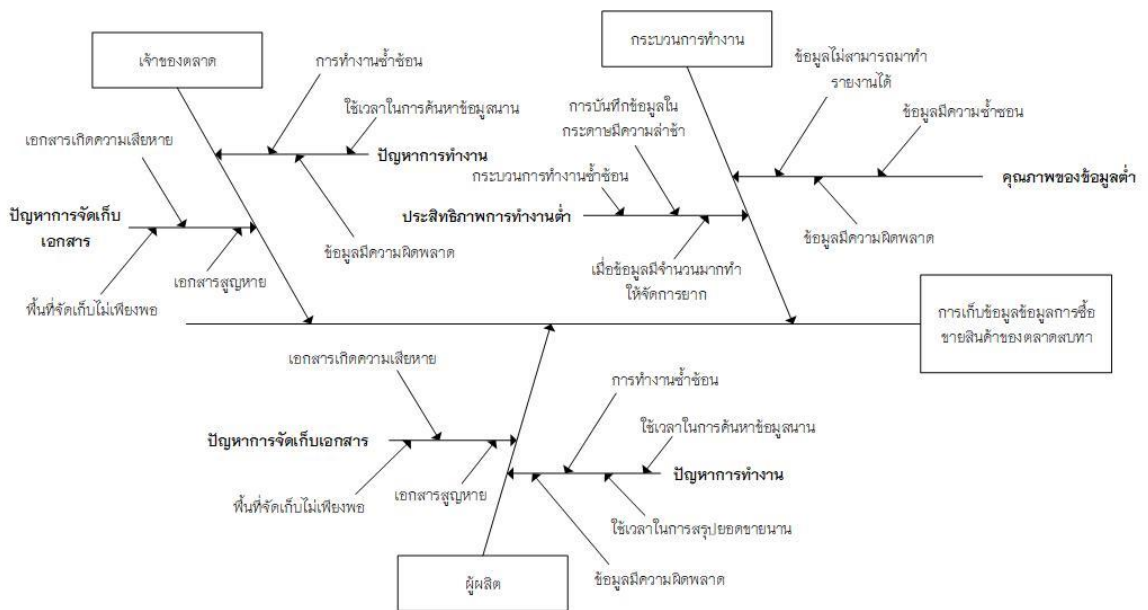 เจ้าของตลาด
การทำงานซ้ำซ้อน
ใช้เวลาในการค้นหาข้อมูลนาน
เอกสารเกิดความเสียหาย
ปัญหาการทำงาน
ปัญหาการจัดเก็บ
เอกสาร
ข้อมูลมีความผิดพลาด
เอกสารสูญหาย
พื้นที่จัดเก็บไม่เพียงพอ
กระบวนการทำงาน
ข้อมูลไม่สามารถมาทำ
รายงานได้
การบันทึกข้อมูลใน
กระดาษมีความล่าช้า
ข้อมูลมีความซ้ำซอน
กระบวนการทำงานซ้ำซ้อน
คุณภาพของข้อมูลต่ำ
ประสิทธิภาพการทำงานต่ำ
ข้อมูลมีความผิดพลาด
เมื่อข้อมูลมีจำนวนมากทำ
ให้จัดการยาก
การเก็บข้อมูลข้อมูลการซื้อ
ขายสินค้าของตลาดสบทา
เอกสารเกิดความเสียหาย
การทำงานซ้ำซ้อน
ใช้เวลาในการค้นหาข้อมูลนาน
ปัญหาการจัดเก็บเอกสาร
ปัญหาการทำงาน
เอกสารสูญหาย
พื้นที่จัดเก็บไม่เพียงพอ
ใช้เวลาในการสรุปยอดขายนาน
ข้อมูลมีความผิดพลาด
ผู้ผลิต